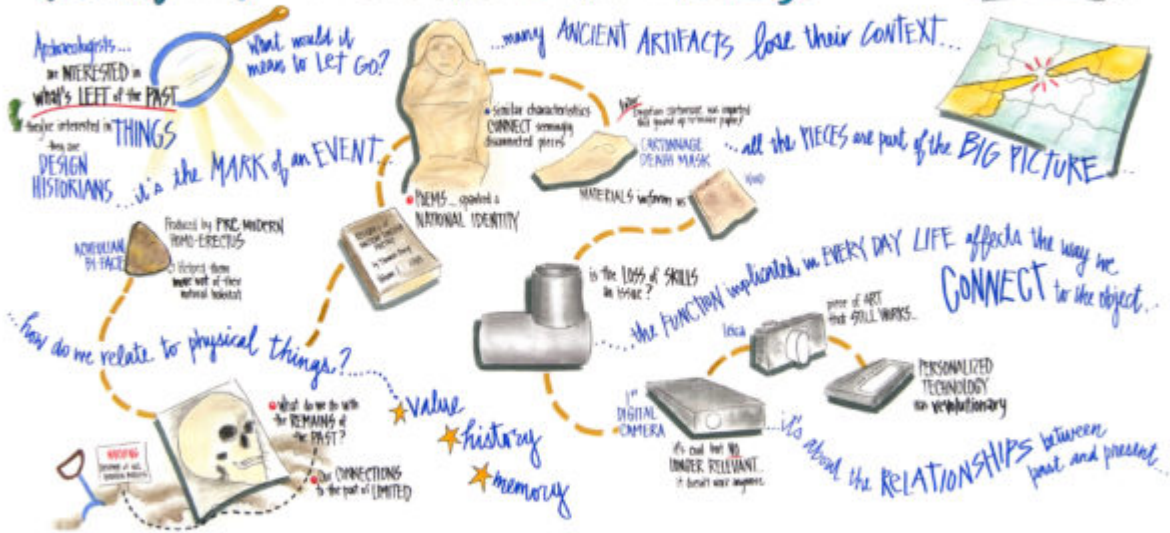 Archaeologists...
are INTERESTED in
what's LEFT of the PAST
they're interested in THINGS
they are
DESIGN
HISTORIANS
What would it
mean to LET GO?
...it's the MARK of an EVENT...
ACHEULIAN
BI-FACE
Produced by PRE MODERN
HOMO-ERECTUS
It helped them
make use of their
natural habitat
...how do we relate to physical things?
What do we do with
the REMAINS of
the PAST?
Our CONNECTIONS
to the past are LIMITED
value
history
memory
similar characteristics
CONNECT seemingly
disconnected pieces
POEMS... sparked a
NATIONAL IDENTITY
...many ANCIENT ARTIFACTS lose their CONTEXT...
CARTONNAGE
DEATH MASK
MATERIALS inform us
WOOD
...all the PIECES are part of the BIG PICTURE...
is the LOSS of SKILLS
an issue?
...the FUNCTION implicated in EVERY DAY LIFE affects the way we
CONNECT to the object...
leica
piece of ART
that STILL WORKS...
PERSONALIZED
TECHNOLOGY
revolutionary
1st
DIGITAL
CAMERA
it's cool but NO
LONGER RELEVANT...
...it's about the RELATIONSHIPS between
past and present...